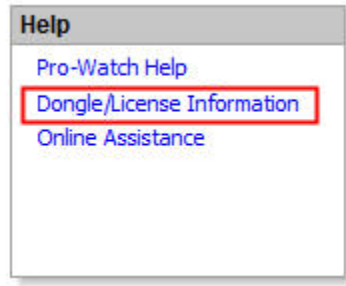 Help
Pro-Watch Help
Dongle/License Information
Online Assistance